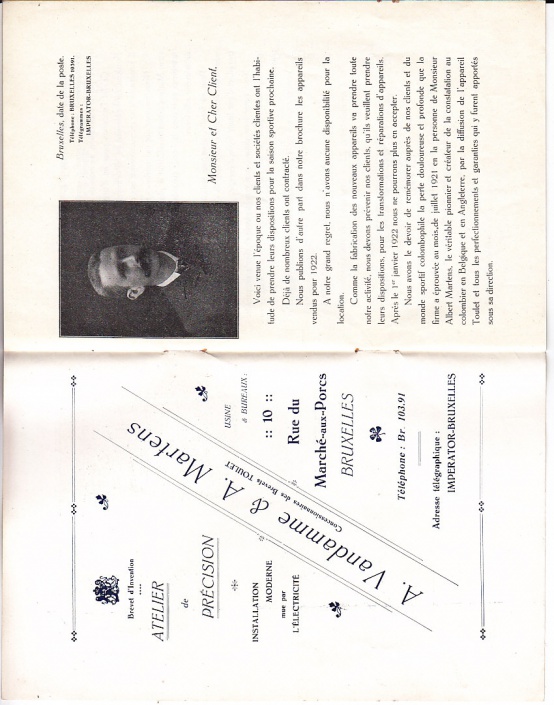 Brevet d'Invention
ATELIER
de
PRÉCISION
INSTALLATION
MODERNE
mue par
L'ÉLECTRICITÉ
A. Vandamme & A. Martens
Concessionnaires des Brevets TOULET
USINE
& BUREAUX :
:: 10 ::
Rue du
Marché-aux-Porcs
BRUXELLES
Téléphone : Br. 103.91
Adresse télégraphique :
IMPERATOR-BRUXELLES
Bruxelles, date de la poste.
Téléphone : BRUXELLES 10391.
Télégrammes :
IMPERATOR-BRUXELLES
Monsieur et Cher Client,
Voici venue l'époque ou nos clients et sociétés clientes ont l'habi-
tude de prendre leurs dispositions pour la saison sportive prochaine.
Déjà de nombreux clients ont contracté.
Nous publions d'autre part dans notre brochure les appareils
vendus pour 1922.
A notre grand regret, nous n'avons aucune disponibilité pour la
location.
Comme la fabrication des nouveaux appareils va prendre toute
notre activité, nous devons prévenir nos clients, qu'ils veuillent prendre
leurs dispositions, pour les transformations et réparations d'appareils.
Après le 1er janvier 1922 nous ne pourrons plus en accepter.
Nous avons le devoir de remémorer auprès de nos clients et du
monde sportif colombophile la perte douloureuse et profonde que la
firme a éprouvée au mois de juillet 1921 en la personne de Monsieur
Albert Martens, le véritable pionnier et créateur de la constatation au
colombier en Belgique et en Angleterre, par la diffusion de l'appareil
Toulet et tous les perfectionnements et garanties qui y furent apportés
sous sa direction.